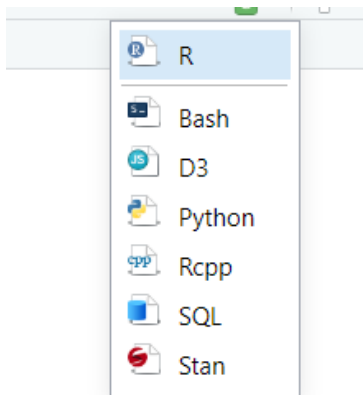 R
Bash
D3
Python
Rcpp
SQL
Stan